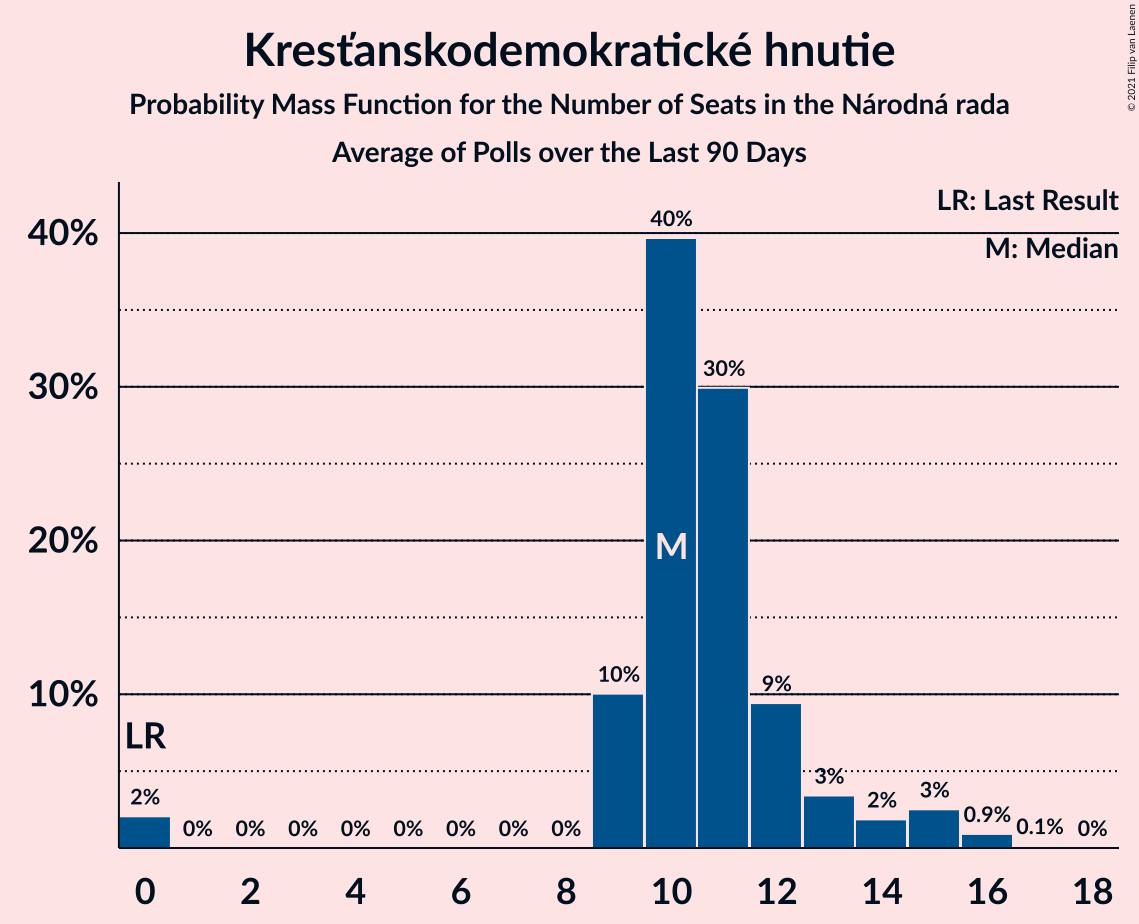 Kresťanskodemokratické hnutie
Probability Mass Function for the Number of Seats in the Národná rada
Average of Polls over the Last 90 Days
© 2021 Filip van Laenen
LR: Last Result
M: Median
40%
30%
20%
10%
LR
2%
0%
0%
0%
0%
0%
0%
0%
0%
10%
40%
M
30%
9%
3%
2%
3%
0.9%
0.1%
0%
0 2 4 6 8 10 12 14 16 18